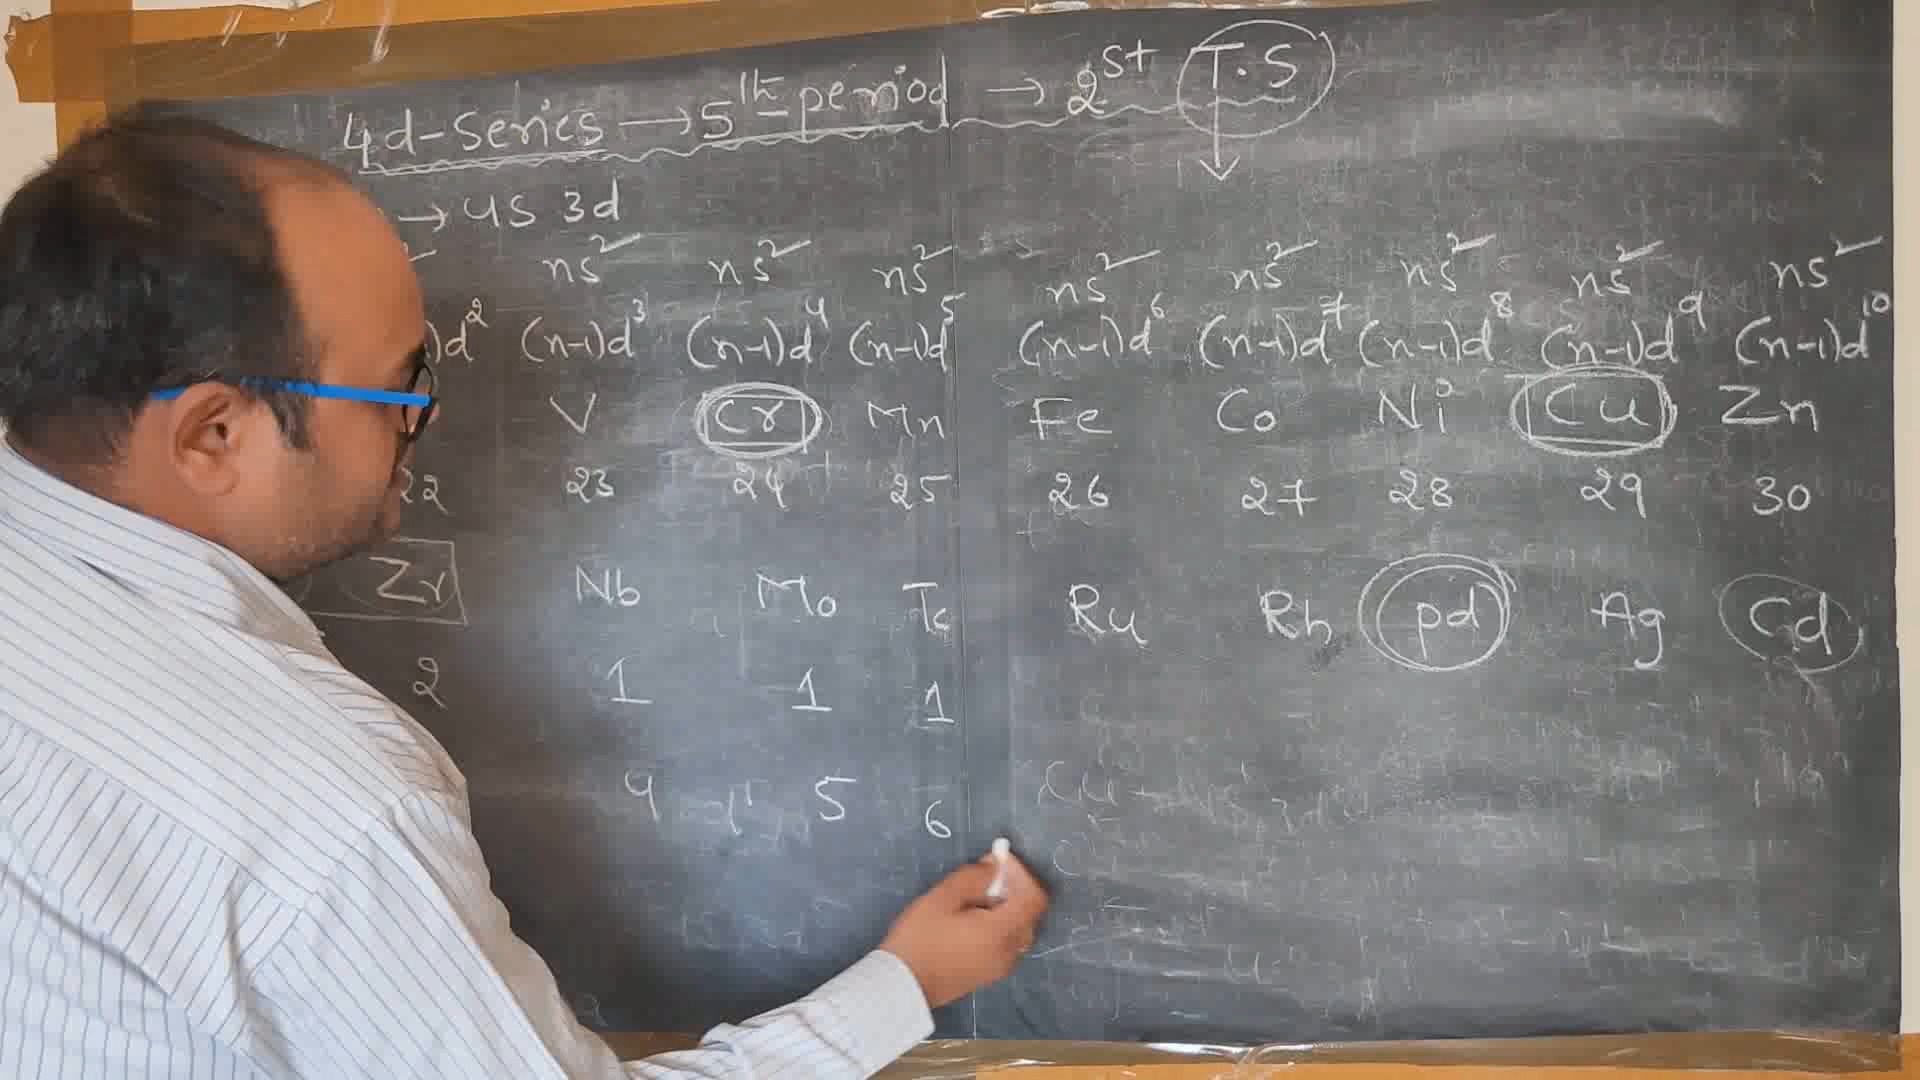 4d-Series → 5th period → 2st T.S
→ 4s 3d
ns² ns² ns² ns² ns² ns² ns² ns²
)d² (n-1)d³ (n-1)d⁴ (n-1)d⁵ (n-1)d⁶ (n-1)d⁷ (n-1)d⁸ (n-1)d⁹ (n-1)d¹⁰
V Cr Mn Fe Co Ni Cu Zn
22 23 24 25 26 27 28 29 30
Zr Nb Mo Tc Ru Rh pd Ag Cd
2 1 1 1
4 5 6